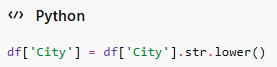 </> Python
df['City'] = df['City'].str.lower()